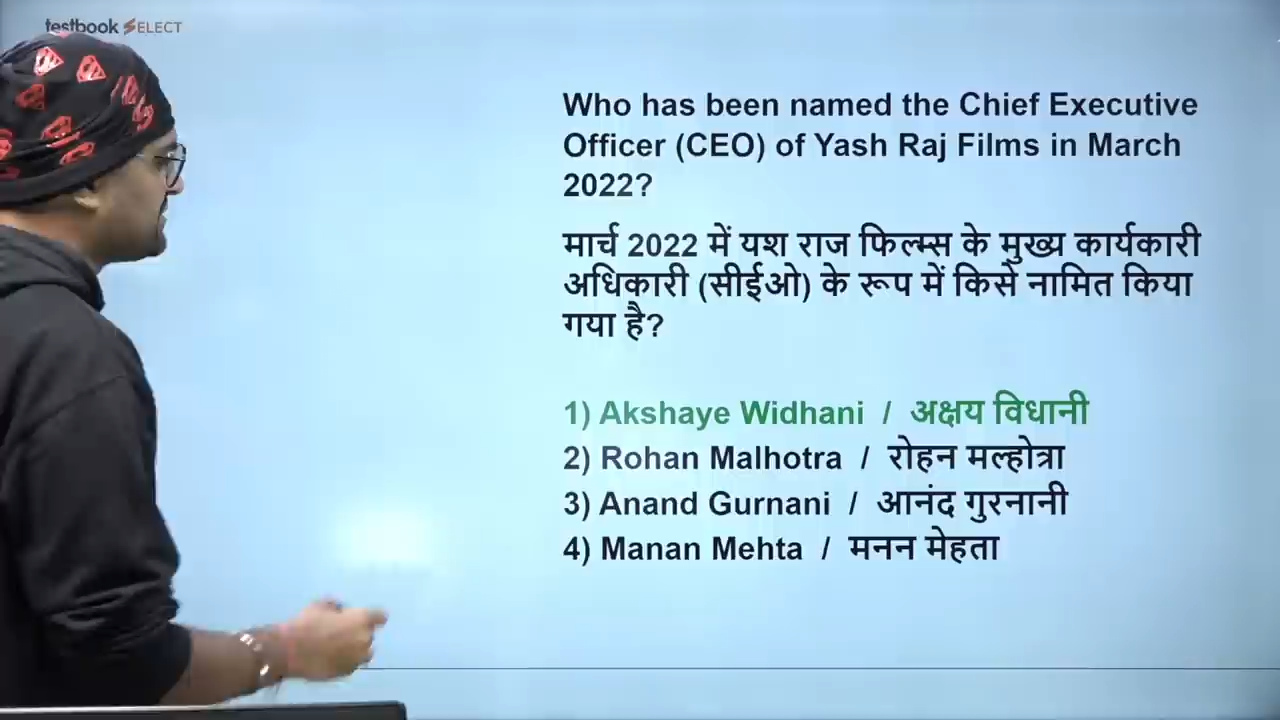 testbook SELECT
Who has been named the Chief Executive
Officer (CEO) of Yash Raj Films in March
2022?
मार्च 2022 में यश राज फिल्म्स के मुख्य कार्यकारी
अधिकारी (सीईओ) के रूप में किसे नामित किया
गया है?
1) Akshaye Widhani / अक्षय विधानी
2) Rohan Malhotra / रोहन मल्होत्रा
3) Anand Gurnani / आनंद गुरनानी
4) Manan Mehta / मनन मेहता